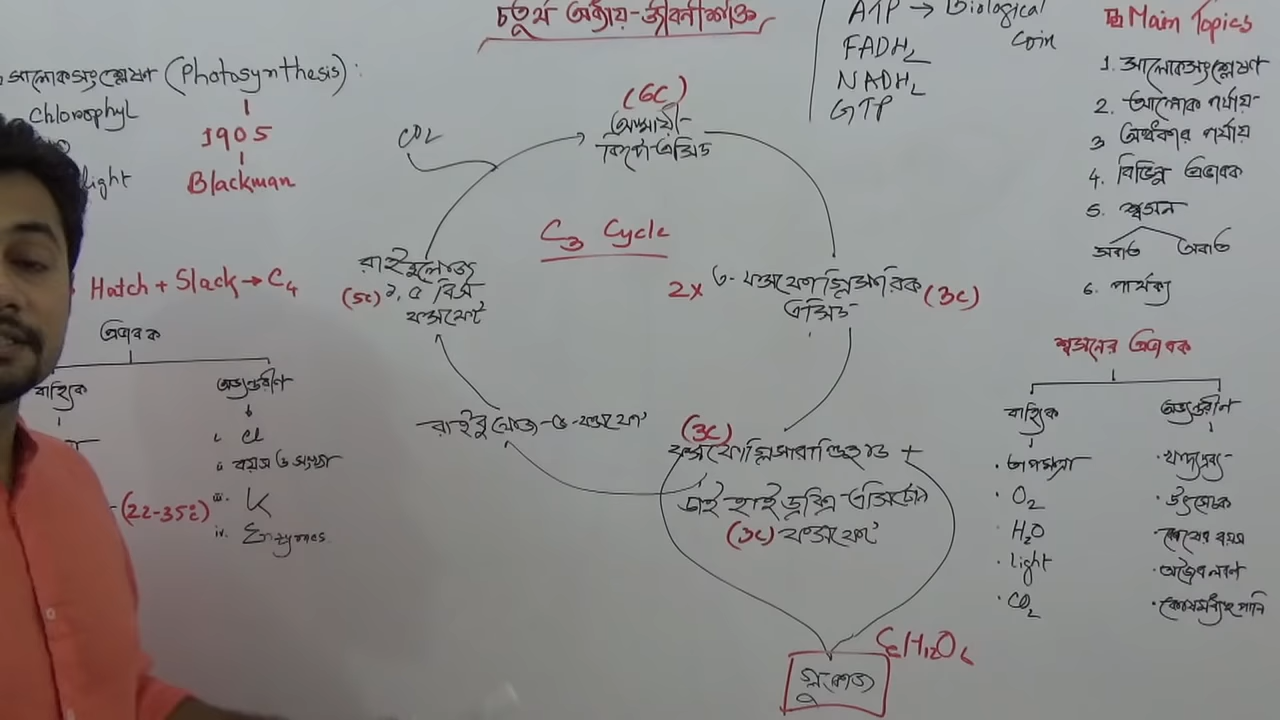 চতুর্থ অধ্যায়-জীবনীশক্তি
ATP → Biological
coin
FADH2
NADH2
GTP
Main Topics
1. আলোকসংশ্লেষণ
2. আলোক পর্যায়-
3 অন্ধকার পর্যায়
4. বিভিন্ন প্রভাবক
5. শ্বসন
সবাত অবাত
6. পার্থক্য
আলোকসংশ্লেষণ (Photosynthesis):
Chlorophyl
light
1905
Blackman
Hatch + Slack → C4
প্রভাবক
বাহ্যিক
অভ্যন্তরীণ
i. Cl
ii. বয়স ও সংখ্যা
iii. K
iv. Enzymes
(22-35°c)
C3 Cycle
CO2
(6C)
অস্থায়ী-
কিটো-এসিড
2x ৩-ফসফোগ্লিসারিক
এসিড- (3C)
(3C)
ফসফোগ্লিসারাল্ডিহাইড +
ডাই হাইড্রক্সি এসিটোন
(3C) ফসফেট
রাইবুলোজ-৫-ফসফেট
রাইবুলোজ
(5C) ১,৫ বিস
ফসফেট
C6H12O6
গ্লুকোজ
শ্বসনের প্রভাবক
বাহ্যিক
· তাপমাত্রা
· O2
H2O
· light
· CO2
অভ্যন্তরীণ
· খাদ্যদ্রব্য-
· উৎসেচক
· কোষের বয়স
· অজৈব লবণ
· কোষমধ্যস্থ পানি